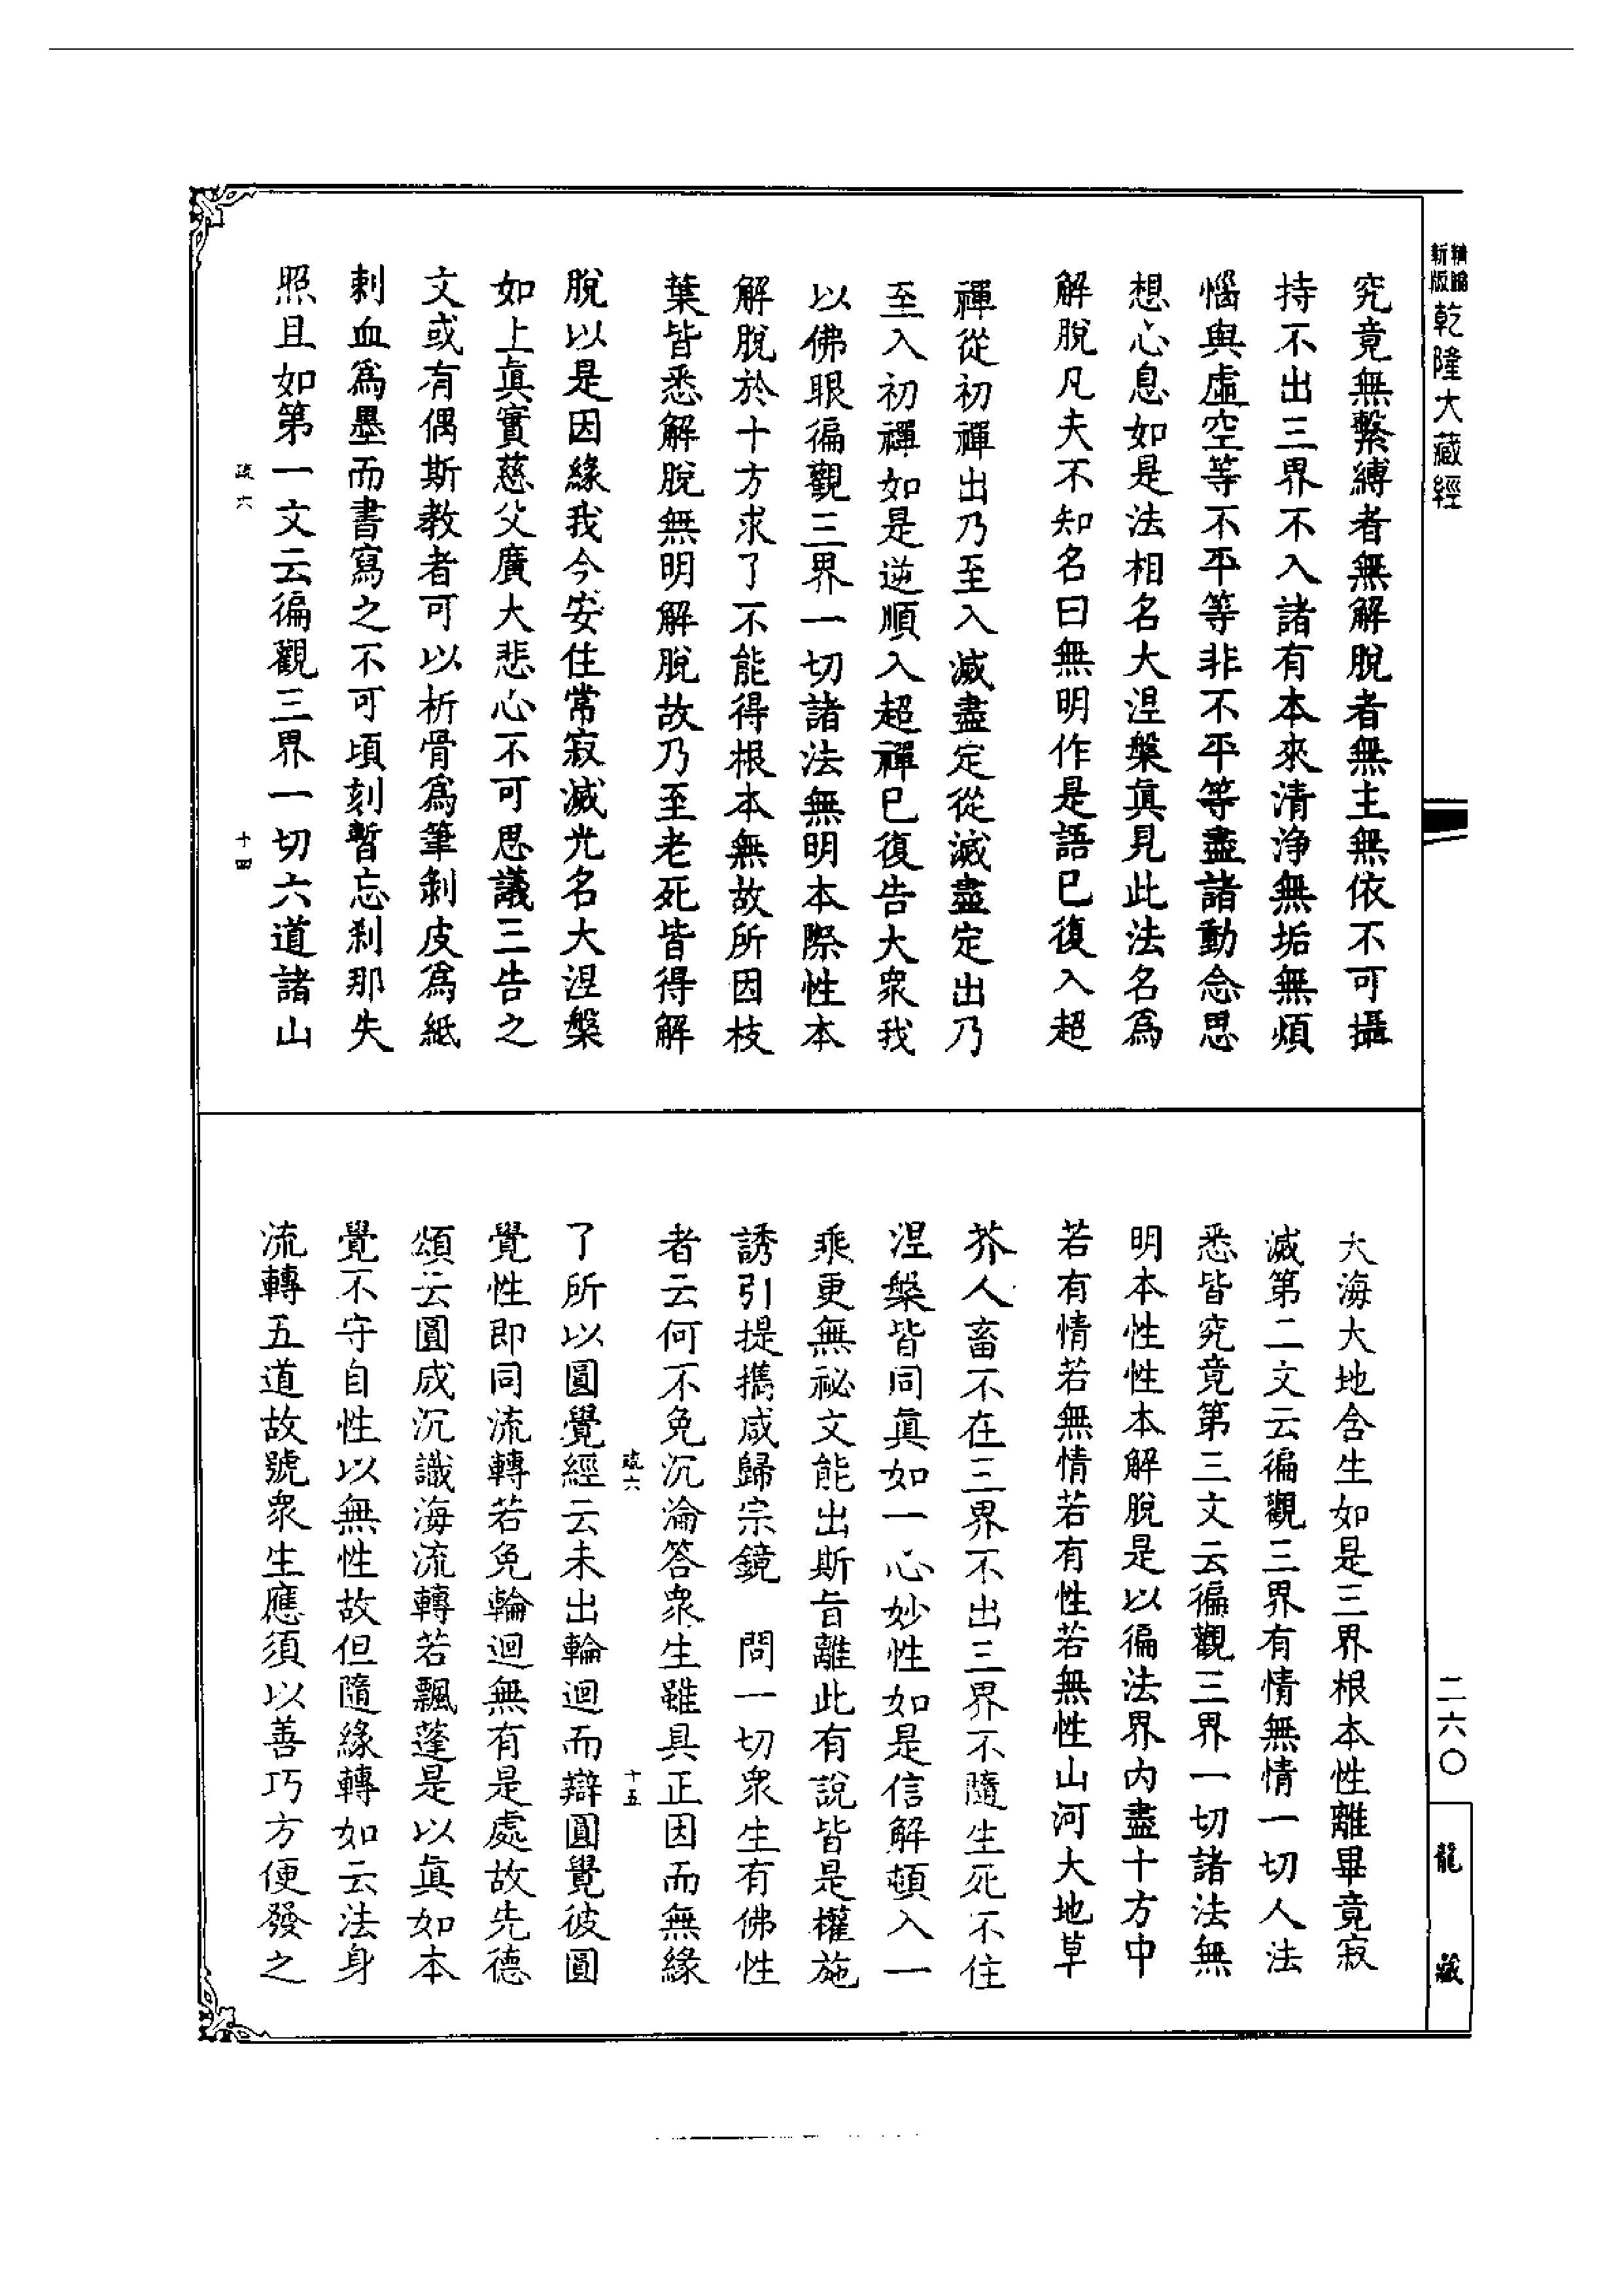 新版
精編
乾隆大藏經
究竟無繫縛者無解脫者無主無依不可攝
持不出三界不入諸有本來清淨無垢無煩
惱與虛空等不平等非不平等盡諸動念思
想心息如是法相名大涅槃真見此法名為
解脫凡夫不知名曰無明作是語已復入超
禪從初禪出乃至入滅盡定從滅盡定出乃
至入初禪如是逆順入超禪已復告大衆我
以佛眼徧觀三界一切諸法無明本際性本
解脫於十方求了不能得根本無故所因枝
葉皆悉解脫無明解脫故乃至老死皆得解
脫以是因緣我今安住常寂滅光名大涅槃
如上真實慈父廣大悲心不可思議三告之
文或有偶斯教者可以析骨為筆剝皮為紙
刺血為墨而書寫之不可頃刻暫忘剎那失
照且如第一文云徧觀三界一切六道諸山
疏六
十四
大海大地含生如是三界根本性離畢竟寂
滅第二文云徧觀三界有情無情一切人法
悉皆究竟第三文云徧觀三界一切諸法無
明本性性本解脫是以徧法界內盡十方中
若有情若無情若有性若無性山河大地草
芥人畜不在三界不出三界不隨生死不住
涅槃皆同真如一心妙性如是信解頓入一
乘更無祕文能出斯旨離此有說皆是權施
誘引提攜咸歸宗鏡　問一切衆生有佛性
者云何不免沉淪答衆生雖具正因而無緣
疏六
十五
了所以圓覺經云未出輪迴而辯圓覺彼圓
覺性即同流轉若免輪迴無有是處故先德
頌云圓成沉識海流轉若飄蓬是以真如本
覺不守自性以無性故但隨緣轉如云法身
流轉五道故號衆生應須以善巧方便發之
二六〇
龍藏